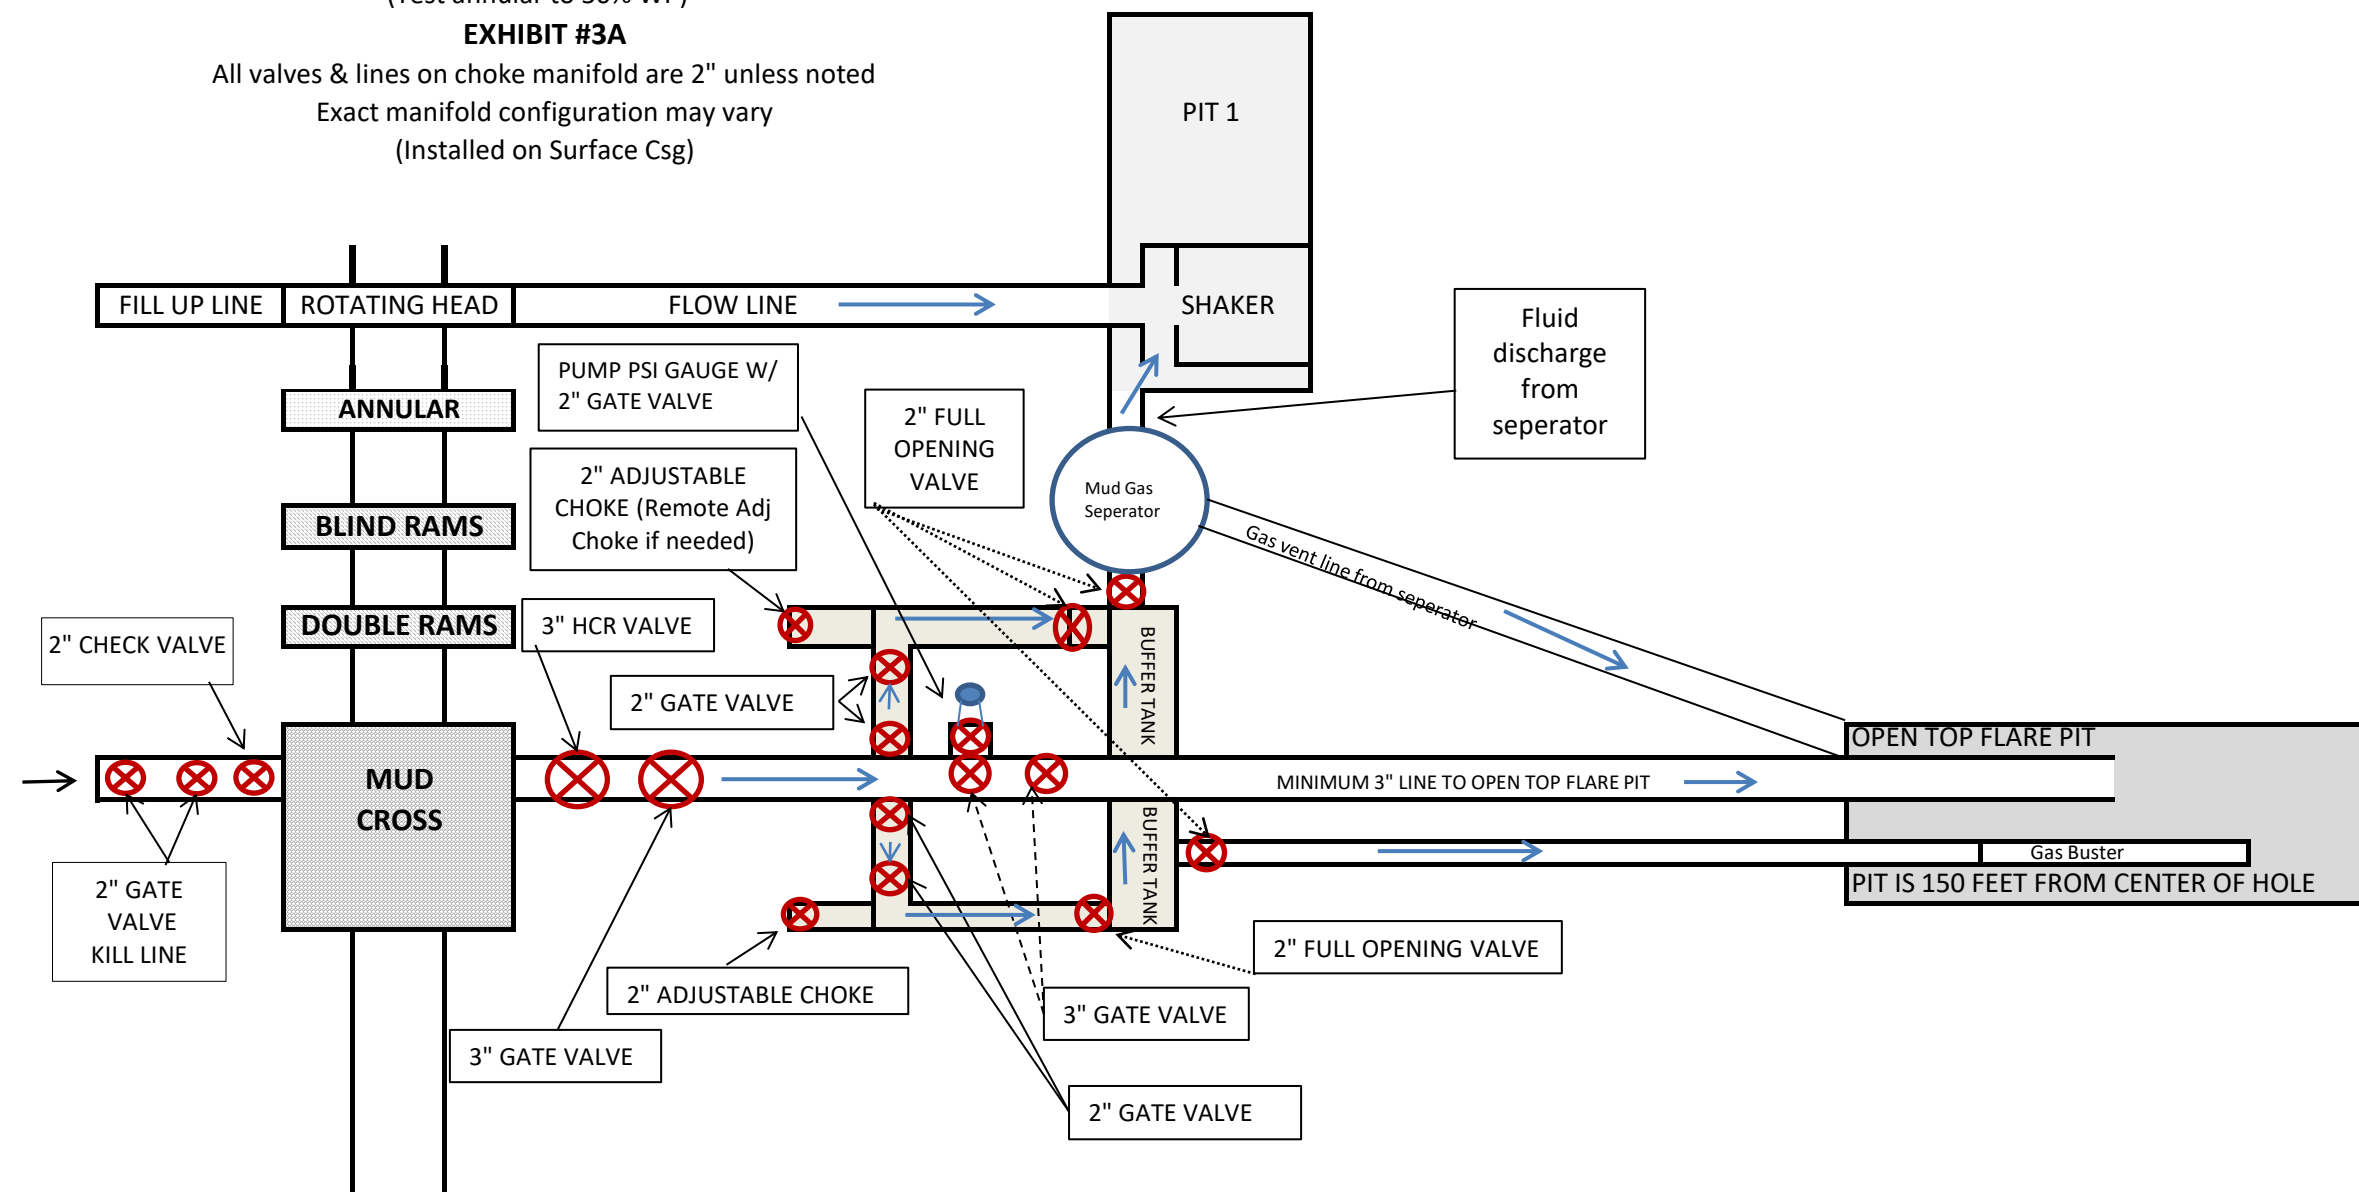 EXHIBIT #3A
All valves & lines on choke manifold are 2" unless noted
Exact manifold configuration may vary
(Installed on Surface Csg)
PIT 1
FILL UP LINE
ROTATING HEAD
FLOW LINE
SHAKER
Fluid
discharge
from
seperator
PUMP PSI GAUGE W/
2" GATE VALVE
ANNULAR
2" FULL
OPENING
VALVE
2" ADJUSTABLE
CHOKE (Remote Adj
Choke if needed)
Mud Gas
Seperator
BLIND RAMS
Gas vent line from seperator
DOUBLE RAMS
3" HCR VALVE
2" CHECK VALVE
BUFFER TANK
2" GATE VALVE
OPEN TOP FLARE PIT
MUD
CROSS
MINIMUM 3" LINE TO OPEN TOP FLARE PIT
BUFFER TANK
Gas Buster
PIT IS 150 FEET FROM CENTER OF HOLE
2" GATE
VALVE
KILL LINE
2" FULL OPENING VALVE
2" ADJUSTABLE CHOKE
3" GATE VALVE
3" GATE VALVE
2" GATE VALVE